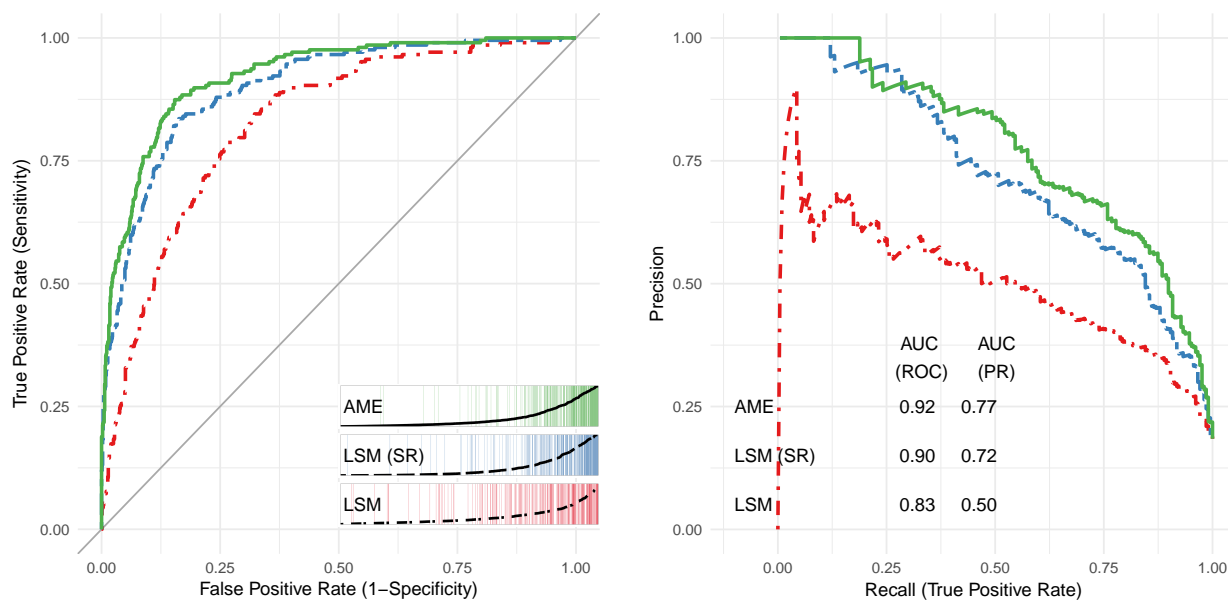 True Positive Rate (Sensitivity)
1.00
0.75
0.50
0.25
0.00
AME
LSM (SR)
LSM
0.00 0.25 0.50 0.75 1.00
False Positive Rate (1−Specificity)
Precision
1.00
0.75
0.50
0.25
0.00
AUC AUC
(ROC) (PR)
AME 0.92 0.77
LSM (SR) 0.90 0.72
LSM 0.83 0.50
0.00 0.25 0.50 0.75 1.00
Recall (True Positive Rate)